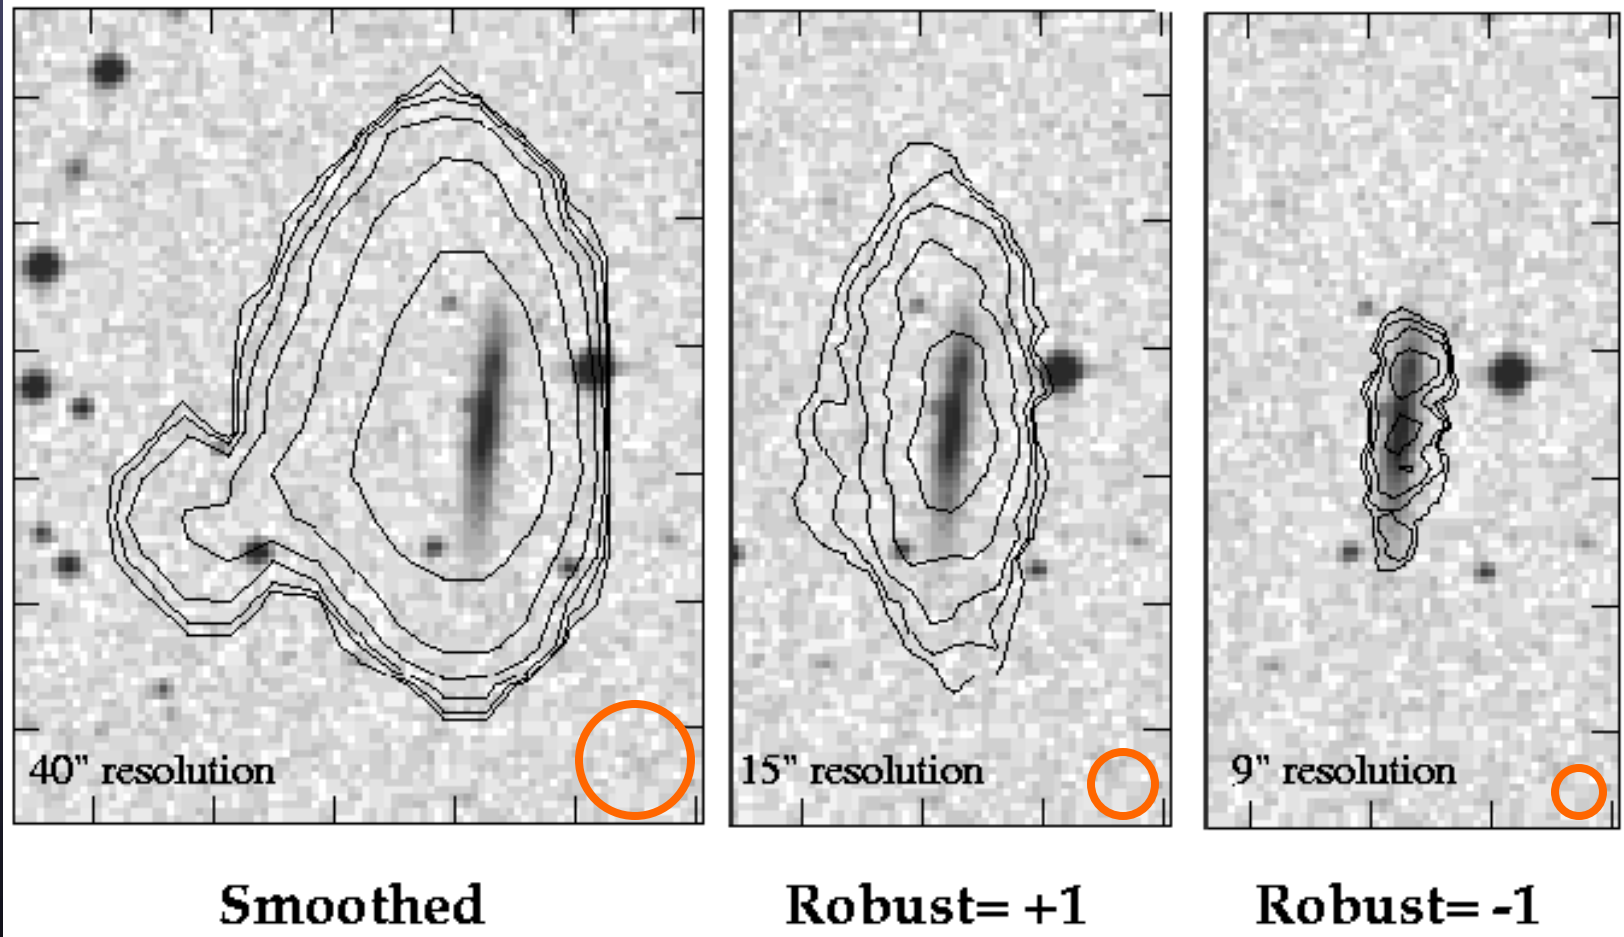 40" resolution
15" resolution
9" resolution
Smoothed
Robust= +1
Robust= -1